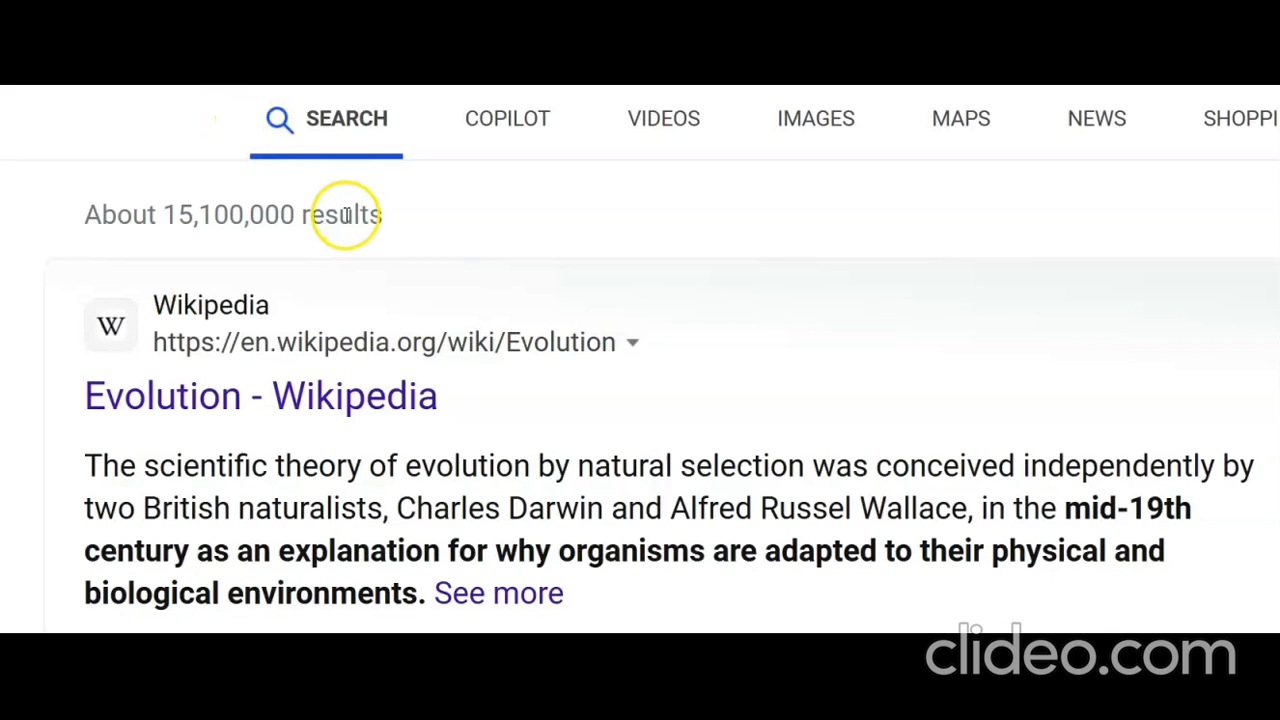 SEARCH COPILOT VIDEOS IMAGES MAPS NEWS SHOPPI
About 15,100,000 results
W
Wikipedia
https://en.wikipedia.org/wiki/Evolution
Evolution - Wikipedia
The scientific theory of evolution by natural selection was conceived independently by
two British naturalists, Charles Darwin and Alfred Russel Wallace, in the mid-19th
century as an explanation for why organisms are adapted to their physical and
biological environments. See more
clideo.com